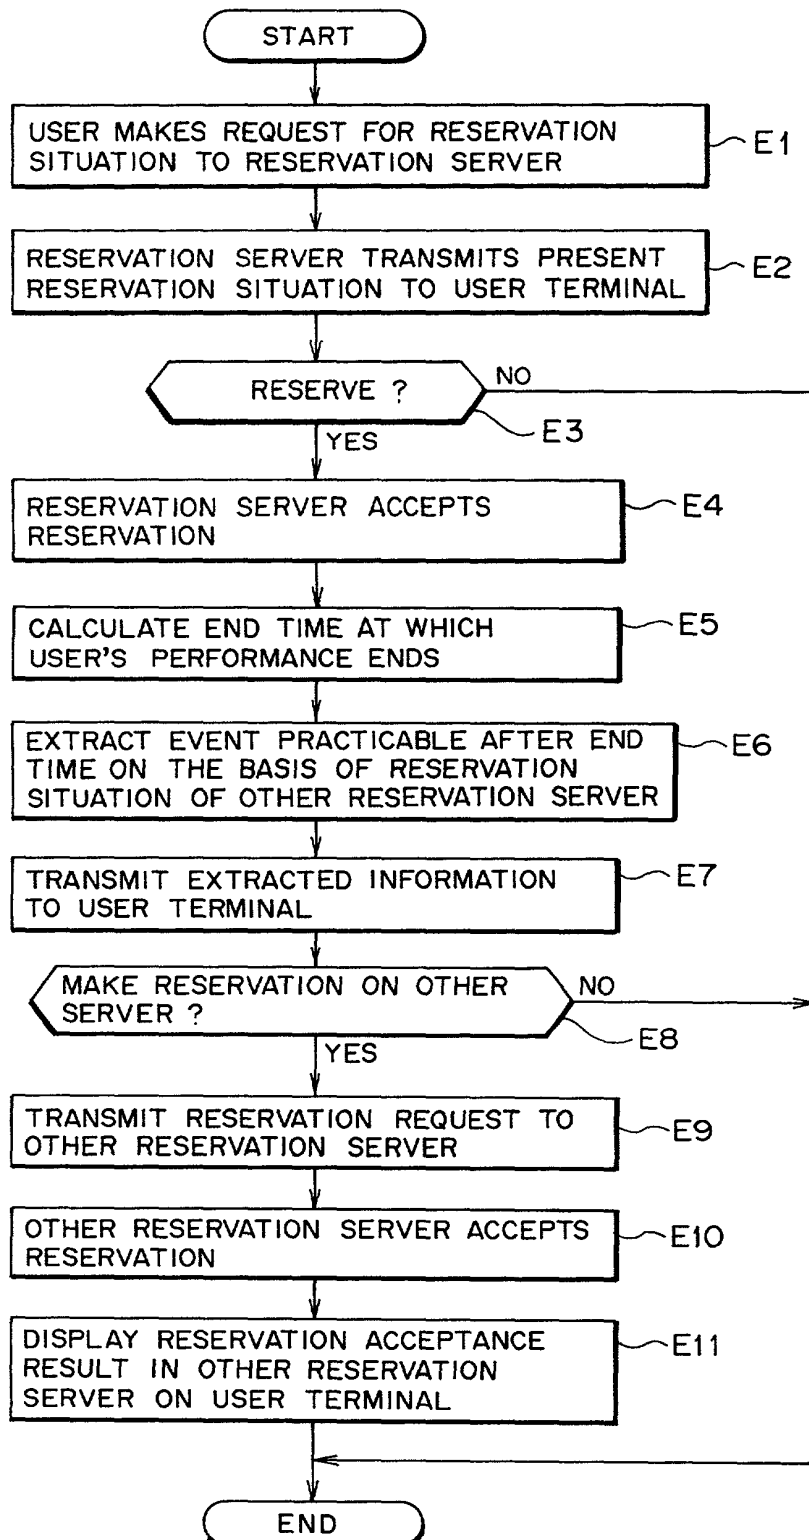 START
USER MAKES REQUEST FOR RESERVATION
SITUATION TO RESERVATION SERVER
E1
RESERVATION SERVER TRANSMITS PRESENT
RESERVATION SITUATION TO USER TERMINAL
E2
RESERVE ?
NO
E3
YES
RESERVATION SERVER ACCEPTS
RESERVATION
E4
CALCULATE END TIME AT WHICH
USER'S PERFORMANCE ENDS
E5
EXTRACT EVENT PRACTICABLE AFTER END
TIME ON THE BASIS OF RESERVATION
SITUATION OF OTHER RESERVATION SERVER
E6
TRANSMIT EXTRACTED INFORMATION
TO USER TERMINAL
E7
MAKE RESERVATION ON OTHER
SERVER ?
NO
E8
YES
TRANSMIT RESERVATION REQUEST TO
OTHER RESERVATION SERVER
E9
OTHER RESERVATION SERVER ACCEPTS
RESERVATION
E10
DISPLAY RESERVATION ACCEPTANCE
RESULT IN OTHER RESERVATION
SERVER ON USER TERMINAL
E11
END